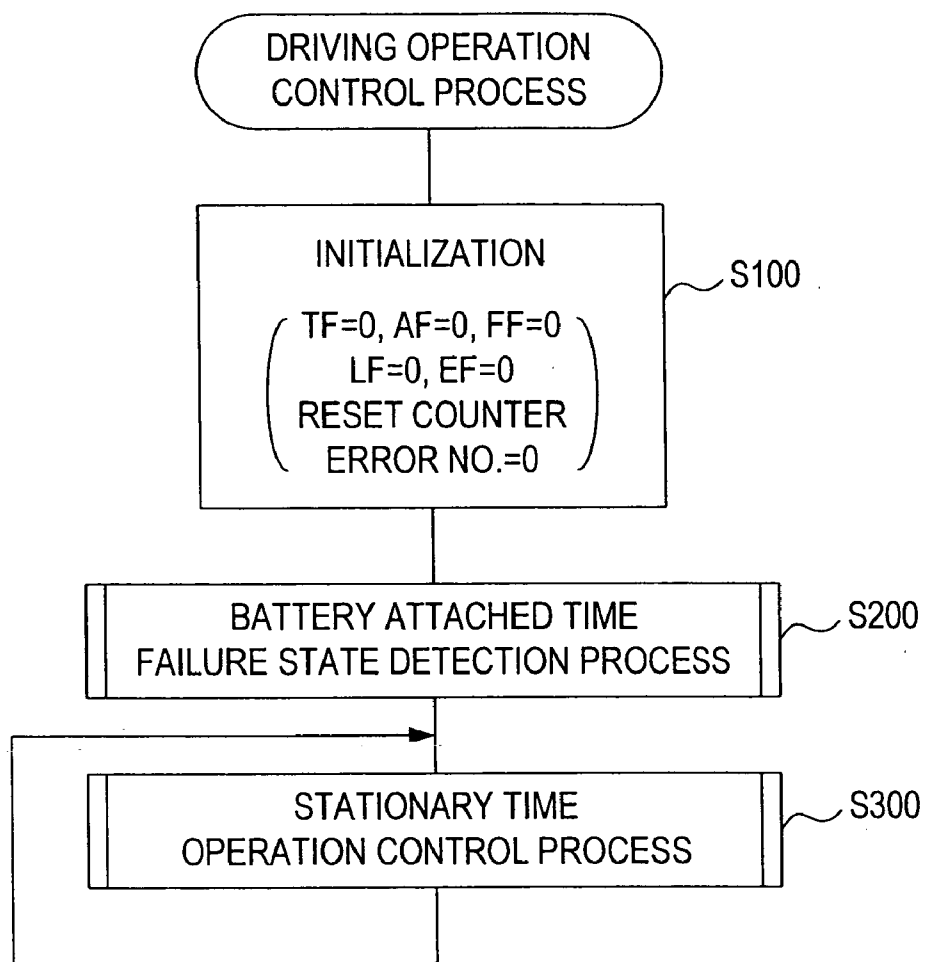 DRIVING OPERATION
CONTROL PROCESS
INITIALIZATION
S100
TF=0, AF=0, FF=0
LF=0, EF=0
RESET COUNTER
ERROR NO.=0
BATTERY ATTACHED TIME
FAILURE STATE DETECTION PROCESS
S200
STATIONARY TIME
OPERATION CONTROL PROCESS
S300